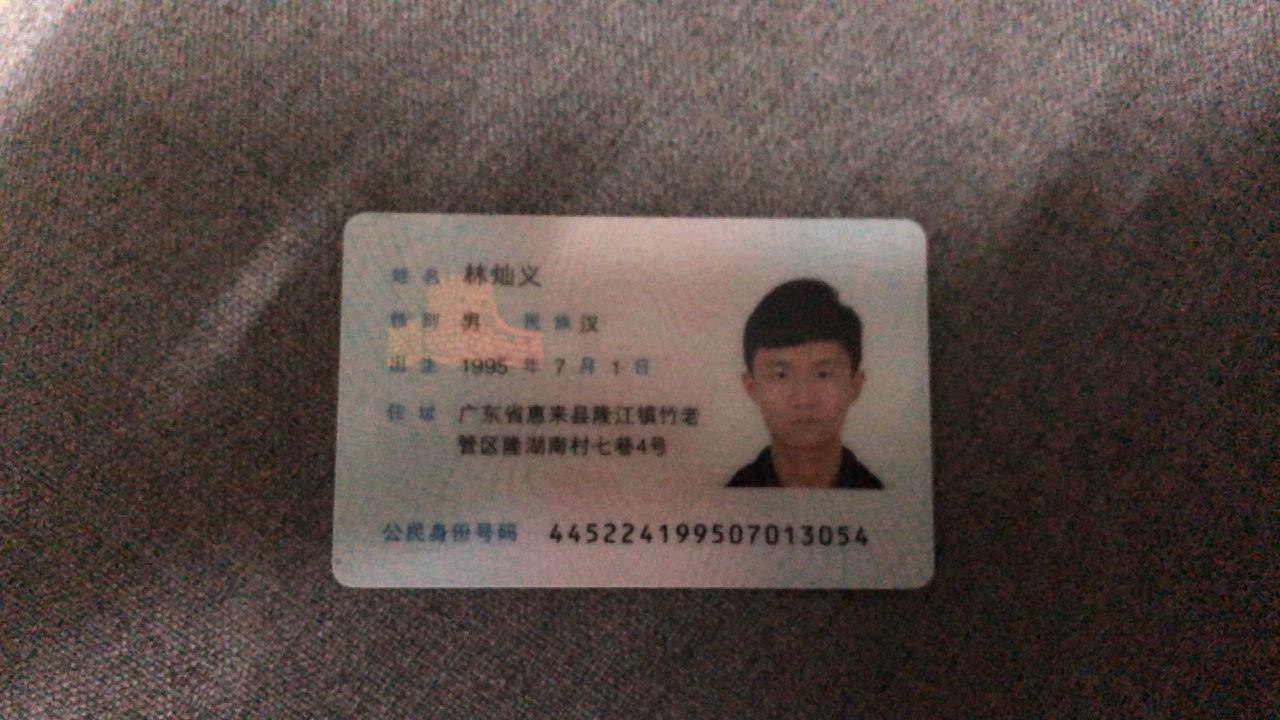 姓名 林灿义
性别 男 民族 汉
出生 1995 年 7 月 1 日
住址 广东省惠来县隆江镇竹老
管区隆湖南村七巷4号
公民身份号码 445224199507013054